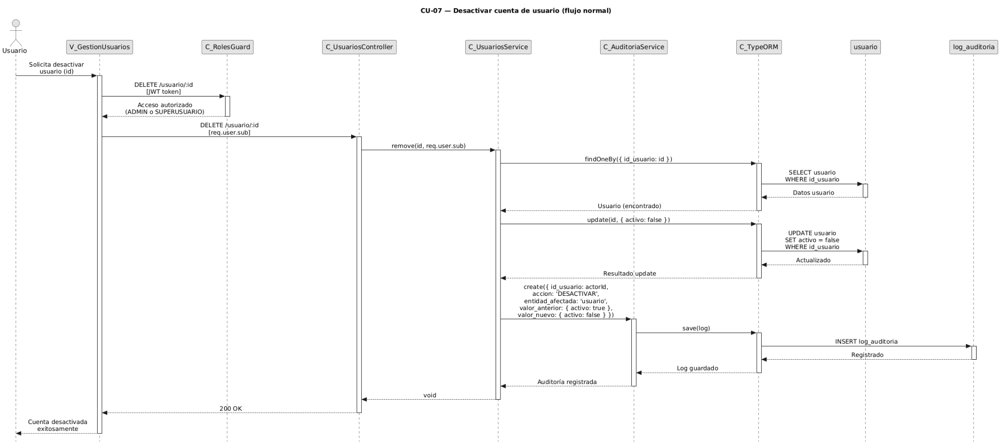 CU-07 — Desactivar cuenta de usuario (flujo normal)
Usuario
V_GestionUsuarios
C_RolesGuard
C_UsuariosController
C_UsuariosService
C_AuditoriaService
C_TypeORM
usuario
log_auditoria
Solicita desactivar
usuario (id)
DELETE /usuario/:id
[JWT token]
Acceso autorizado
(ADMIN o SUPERUSUARIO)
DELETE /usuario/:id
[req.user.sub]
remove(id, req.user.sub)
findOneBy({ id_usuario: id })
SELECT usuario
WHERE id_usuario
Datos usuario
Usuario (encontrado)
update(id, { activo: false })
UPDATE usuario
SET activo = false
WHERE id_usuario
Actualizado
Resultado update
create({ id_usuario: actorId,
accion: 'DESACTIVAR',
entidad_afectada: 'usuario',
valor_anterior: { activo: true },
valor_nuevo: { activo: false } })
save(log)
INSERT log_auditoria
Registrado
Log guardado
Auditoría registrada
void
200 OK
Cuenta desactivada
exitosamente